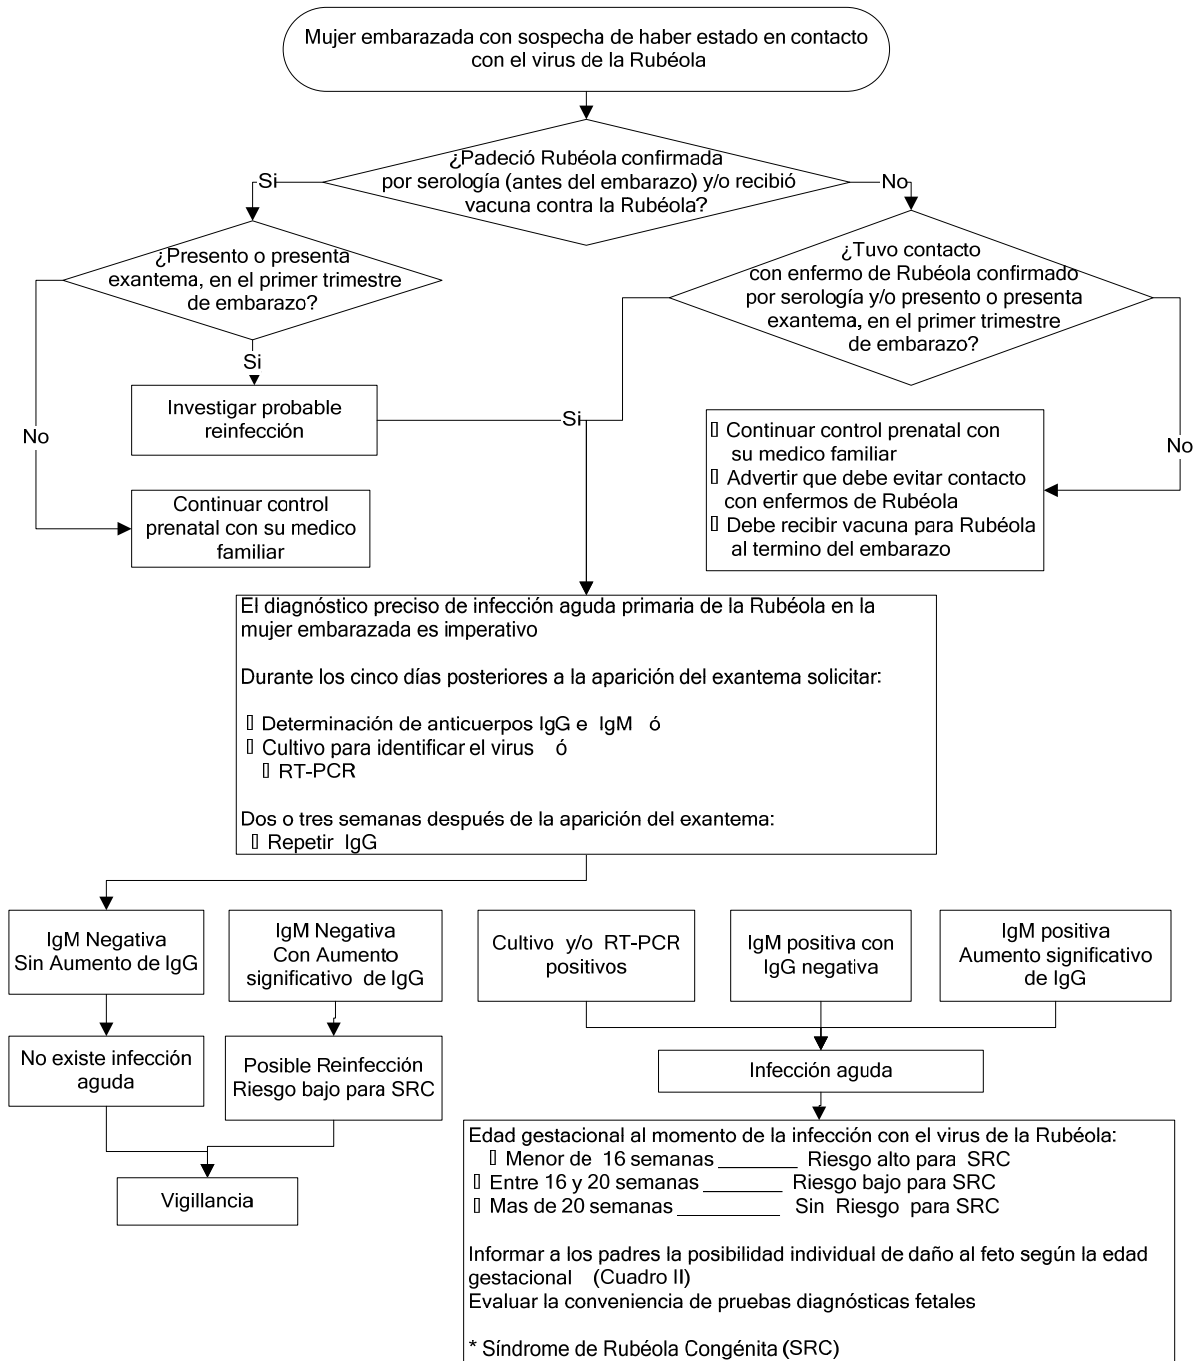 Mujer embarazada con sospecha de haber estado en contacto
con el virus de la Rubéola
¿Padeció Rubéola confirmada
por serología (antes del embarazo) y/o recibió
vacuna contra la Rubéola?
Si
No
¿Presento o presenta
exantema, en el primer trimestre
de embarazo?
¿Tuvo contacto
con enfermo de Rubéola confirmado
por serología y/o presento o presenta
exantema, en el primer trimestre
de embarazo?
Si
Investigar probable
reinfección
Si
No
No
Continuar control prenatal con
su medico familiar
Advertir que debe evitar contacto
con enfermos de Rubéola
Debe recibir vacuna para Rubéola
al termino del embarazo
Continuar control
prenatal con su medico
familiar
El diagnóstico preciso de infección aguda primaria de la Rubéola en la
mujer embarazada es imperativo
Durante los cinco días posteriores a la aparición del exantema solicitar:
Determinación de anticuerpos IgG e IgM ó
Cultivo para identificar el virus ó
RT-PCR
Dos o tres semanas después de la aparición del exantema:
Repetir IgG
IgM Negativa
Sin Aumento de IgG
IgM Negativa
Con Aumento
significativo de IgG
Cultivo y/o RT-PCR
positivos
IgM positiva con
IgG negativa
IgM positiva
Aumento significativo
de IgG
No existe infección
aguda
Posible Reinfección
Riesgo bajo para SRC
Infección aguda
Vigillancia
Edad gestacional al momento de la infección con el virus de la Rubéola:
Menor de 16 semanas _______ Riesgo alto para SRC
Entre 16 y 20 semanas _______ Riesgo bajo para SRC
Mas de 20 semanas _________ Sin Riesgo para SRC
Informar a los padres la posibilidad individual de daño al feto según la edad
gestacional (Cuadro II)
Evaluar la conveniencia de pruebas diagnósticas fetales
* Síndrome de Rubéola Congénita (SRC)